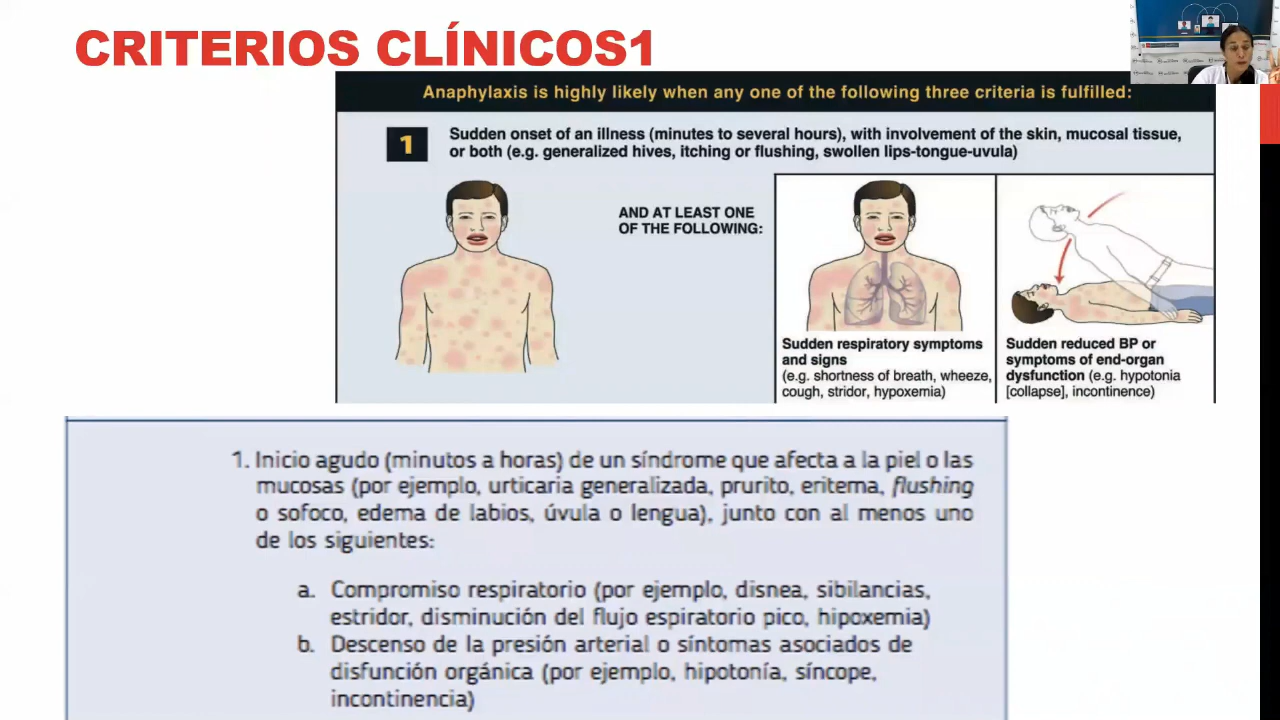 CRITERIOS CLÍNICOS1
Anaphylaxis is highly likely when any one of the following three criteria is fulfilled:
1
Sudden onset of an illness (minutes to several hours), with involvement of the skin, mucosal tissue,
or both (e.g. generalized hives, itching or flushing, swollen lips-tongue-uvula)
AND AT LEAST ONE
OF THE FOLLOWING:
Sudden respiratory symptoms
and signs
(e.g. shortness of breath, wheeze,
cough, stridor, hypoxemia)
Sudden reduced BP or
symptoms of end-organ
dysfunction (e.g. hypotonia
[collapse], incontinence)
1. Inicio agudo (minutos a horas) de un síndrome que afecta a la piel o las
mucosas (por ejemplo, urticaria generalizada, prurito, eritema, flushing
o sofoco, edema de labios, úvula o lengua), junto con al menos uno
de los siguientes:
a. Compromiso respiratorio (por ejemplo, disnea, sibilancias,
estridor, disminución del flujo espiratorio pico, hipoxemia)
b. Descenso de la presión arterial o síntomas asociados de
disfunción orgánica (por ejemplo, hipotonía, síncope,
incontinencia)